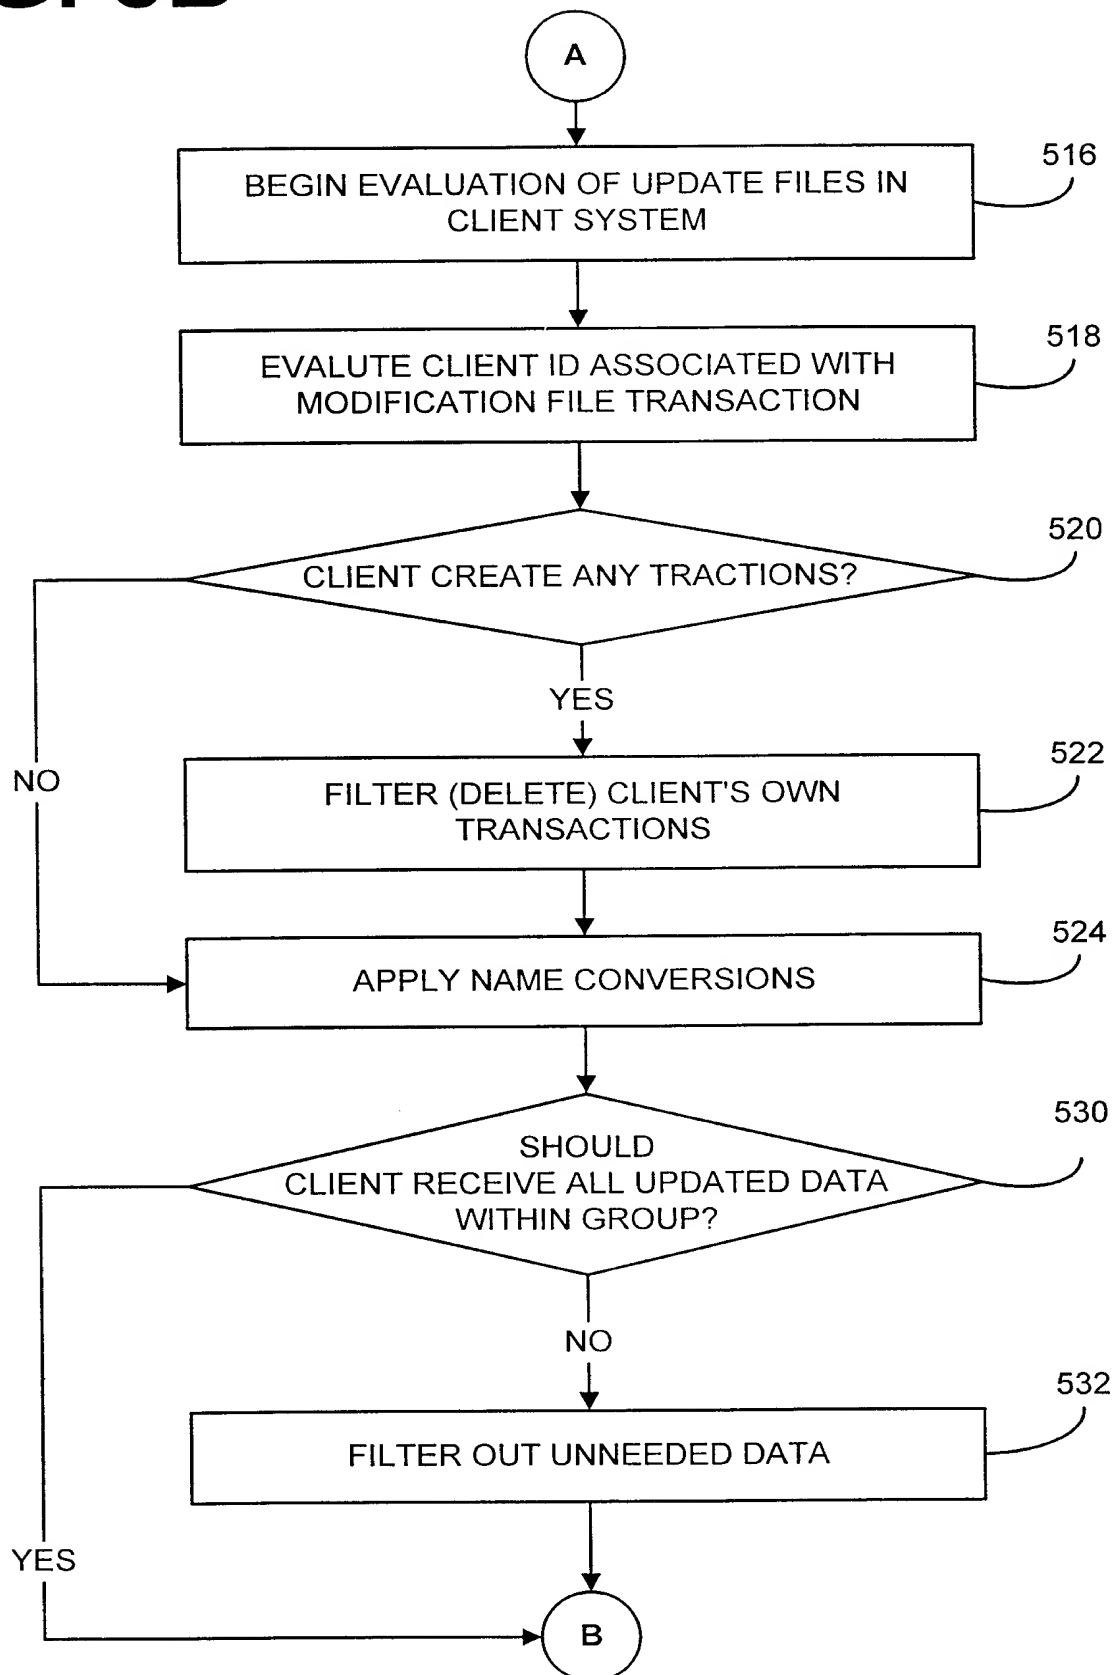 A
BEGIN EVALUATION OF UPDATE FILES IN
CLIENT SYSTEM
516
EVALUTE CLIENT ID ASSOCIATED WITH
MODIFICATION FILE TRANSACTION
518
CLIENT CREATE ANY TRACTIONS?
520
YES
NO
FILTER (DELETE) CLIENT'S OWN
TRANSACTIONS
522
APPLY NAME CONVERSIONS
524
SHOULD
CLIENT RECEIVE ALL UPDATED DATA
WITHIN GROUP?
530
NO
FILTER OUT UNNEEDED DATA
532
YES
B